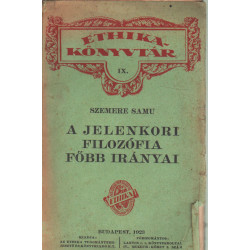 ETHIKA-
KÖNYVTÁR
IX.
SZEMERE SAMU
A JELENKORI
FILOZÓFIA
FŐBB IRÁNYAI
ETHIKA
BUDAPEST, 1923